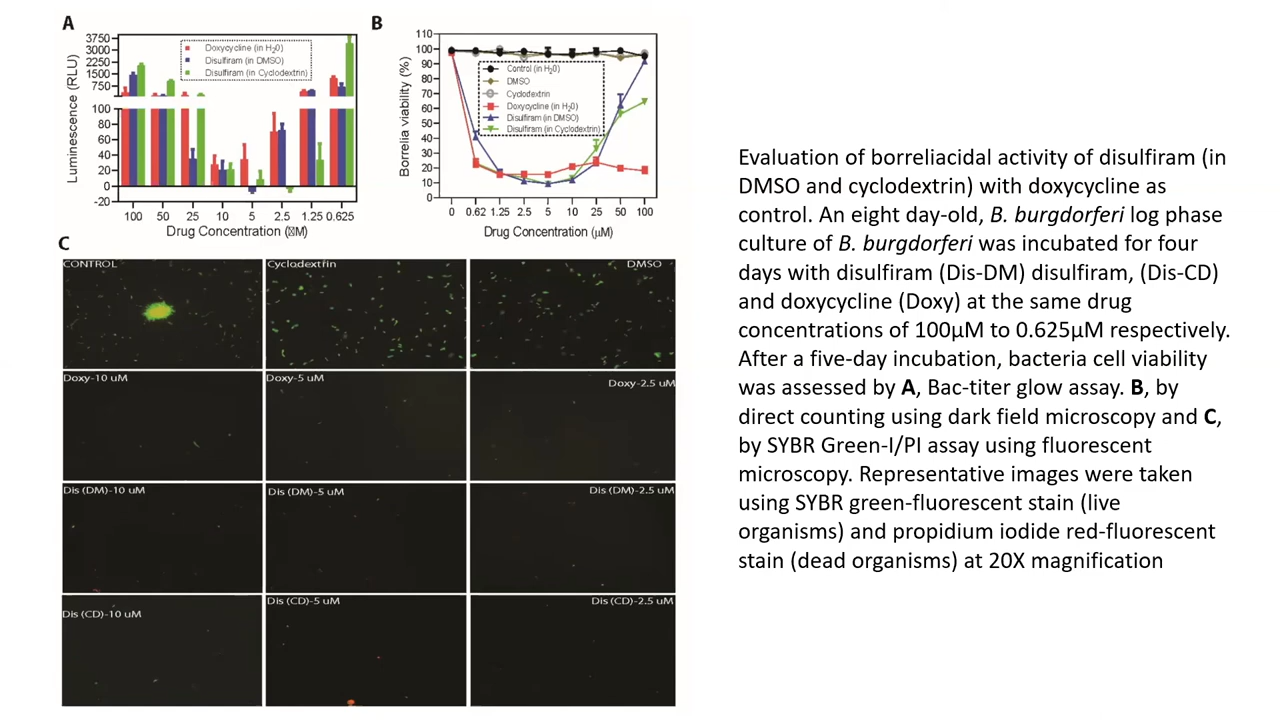 A
Luminescence (RLU)
3750
3000
2250
1500
750
100
80
60
40
20
0
-20
Doxycycline (in H20)
Disulfiram (in DMSO)
Disulfiram (in Cyclodextrin)
100 50 25 10 5 2.5 1.25 0.625
Drug Concentration (M)
B
Borrelia viability (%)
110
100
90
80
70
60
50
40
30
20
10
0
Control (in H20)
DMSO
Cyclodextrin
Doxycycline (in H20)
Disulfiram (in DMSO)
Disulfiram (in Cyclodextrin)
0 0.62 1.25 2.5 5 10 25 50 100
Drug Concentration (µM)
C
CONTROL
Cyclodextrin
DMSO
Doxy-10 uM
Doxy-5 uM
Doxy-2.5 uM
Dis (DM)-10 uM
Dis (DM)-5 uM
Dis (DM)-2.5 uM
Dis (CD)-10 uM
Dis (CD)-5 uM
Dis (CD)-2.5 uM
Evaluation of borreliacidal activity of disulfiram (in
DMSO and cyclodextrin) with doxycycline as
control. An eight day-old, B. burgdorferi log phase
culture of B. burgdorferi was incubated for four
days with disulfiram (Dis-DM) disulfiram, (Dis-CD)
and doxycycline (Doxy) at the same drug
concentrations of 100µM to 0.625µM respectively.
After a five-day incubation, bacteria cell viability
was assessed by A, Bac-titer glow assay. B, by
direct counting using dark field microscopy and C,
by SYBR Green-I/PI assay using fluorescent
microscopy. Representative images were taken
using SYBR green-fluorescent stain (live
organisms) and propidium iodide red-fluorescent
stain (dead organisms) at 20X magnification